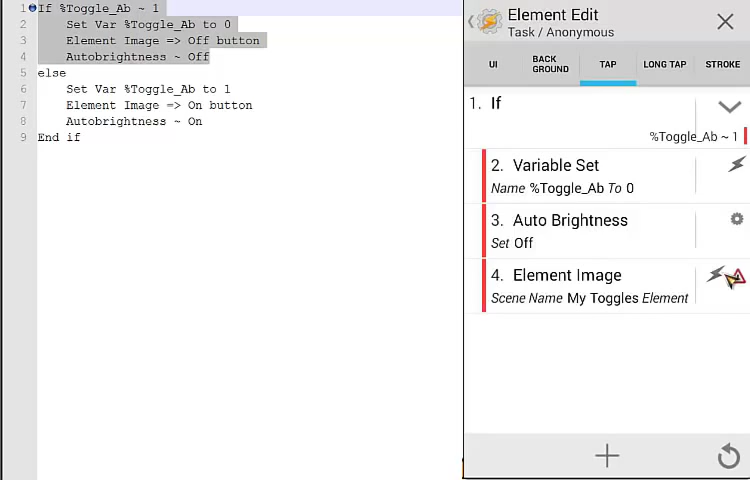 1 If %Toggle_Ab ~ 1
2 Set Var %Toggle_Ab to 0
3 Element Image => Off button
4 Autobrightness ~ Off
5 else
6 Set Var %Toggle_Ab to 1
7 Element Image => On button
8 Autobrightness ~ On
9 End if
Element Edit
Task / Anonymous
UI
BACK GROUND
TAP
LONG TAP
STROKE
1. If
%Toggle_Ab ~ 1
2. Variable Set
Name %Toggle_Ab To 0
3. Auto Brightness
Set Off
4. Element Image
Scene Name My Toggles Element